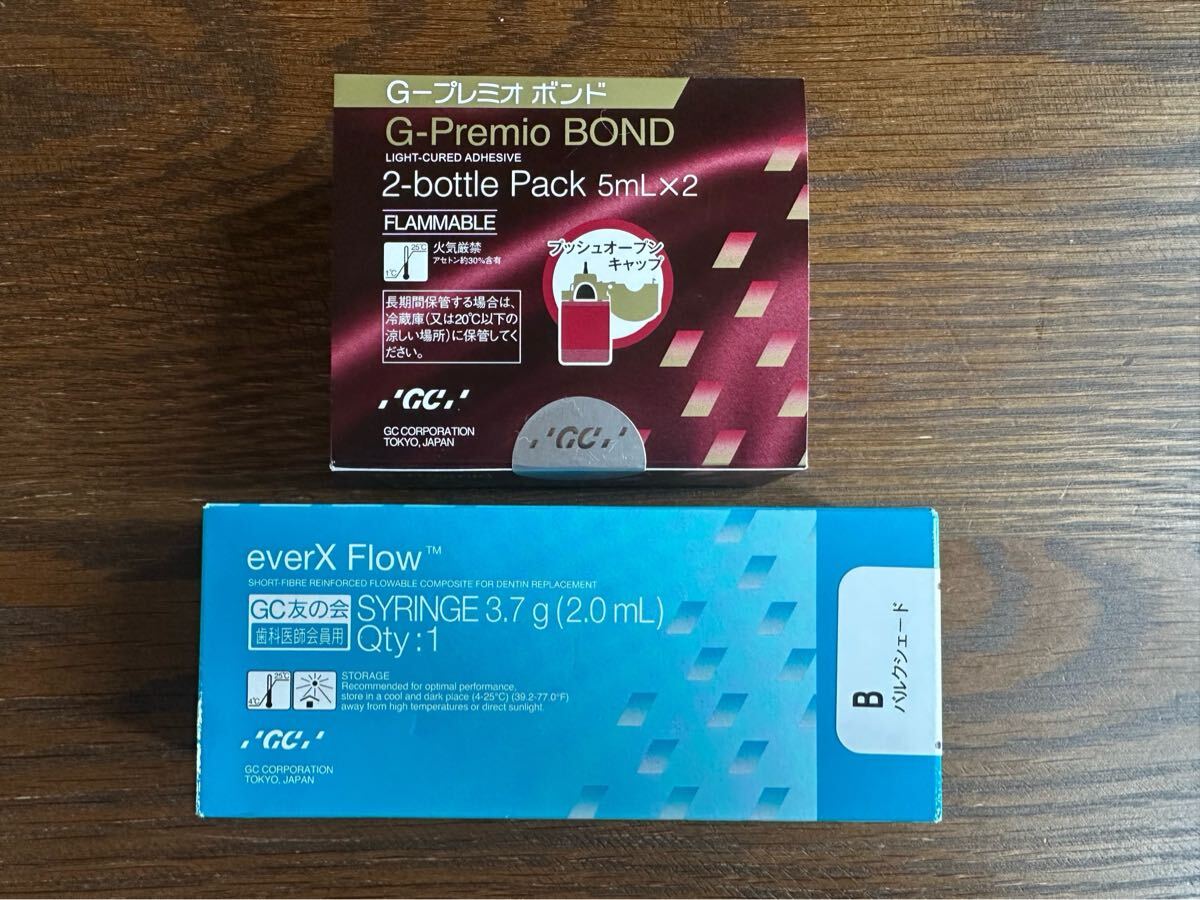 G-プレミオ ボンド
G-Premio BOND
LIGHT-CURED ADHESIVE
2-bottle Pack 5mL×2
FLAMMABLE
25℃
1℃
火気厳禁
アセトン約30%含有
プッシュオープン
キャップ
長期間保管する場合は、
冷蔵庫(又は20℃以下の
涼しい場所)に保管してく
ださい。
GC
GC CORPORATION
TOKYO, JAPAN
GC
everX Flow™
SHORT-FIBRE REINFORCED FLOWABLE COMPOSITE FOR DENTIN REPLACEMENT
GC友の会
歯科医師会員用
SYRINGE 3.7 g (2.0 mL)
Qty : 1
25℃
4℃
STORAGE
Recommended for optimal performance,
store in a cool and dark place (4-25°C) (39.2-77.0°F)
away from high temperatures or direct sunlight.
GC
GC CORPORATION
TOKYO, JAPAN
B
バルクシェード